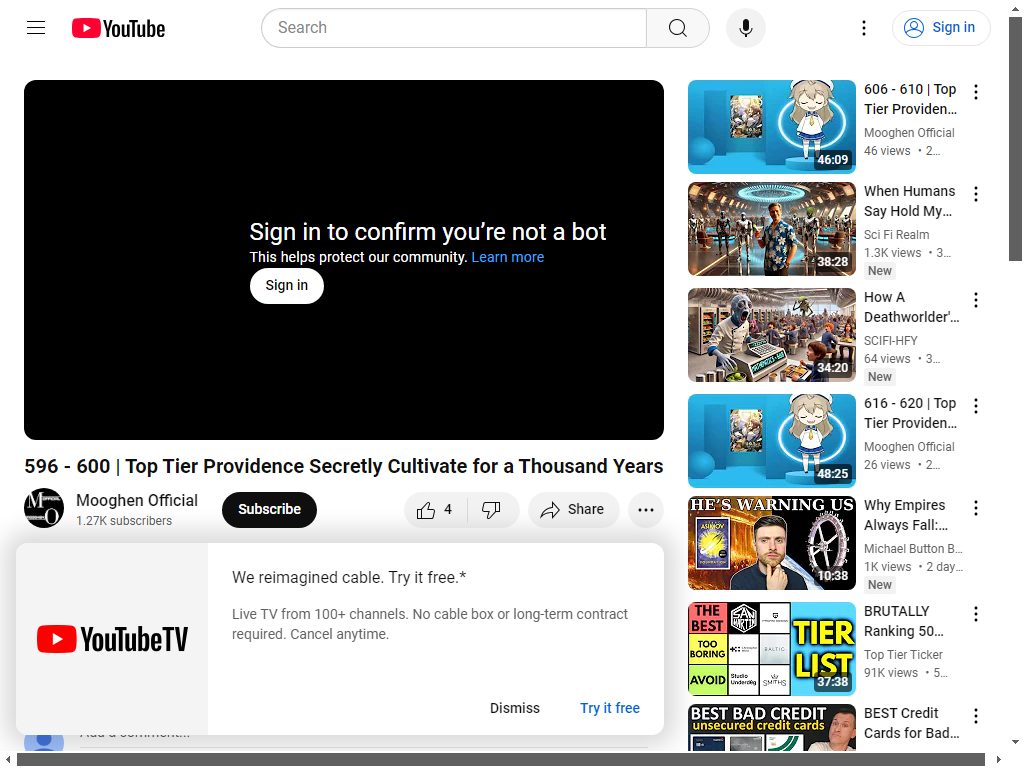 YouTube
Search
Sign in
Sign in to confirm you’re not a bot
This helps protect our community. Learn more
Sign in
596 - 600 | Top Tier Providence Secretly Cultivate for a Thousand Years
Mooghen Official
1.27K subscribers
Subscribe
4
Share
We reimagined cable. Try it free.*
Live TV from 100+ channels. No cable box or long-term contract
required. Cancel anytime.
YouTubeTV
Dismiss
Try it free
Add a comment...
46:09
606 - 610 | Top
Tier Providen...
Mooghen Official
46 views • 2...
38:28
When Humans
Say Hold My...
Sci Fi Realm
1.3K views • 3...
New
34:20
How A
Deathworlder'...
SCIFI-HFY
64 views • 3...
New
48:25
616 - 620 | Top
Tier Providen...
Mooghen Official
26 views • 2...
HE'S WARNING US
ASIMOV
FOUNDATION
10:38
Why Empires
Always Fall:...
Michael Button B...
1K views • 2 day...
New
THE
BEST
SAN
MARTIN
TOO
BORING
BALTIC
AVOID
Studio
Underd0g
SMITHS
TIER
LIST
37:38
BRUTALLY
Ranking 50...
Top Tier Ticker
91K views • 5...
BEST BAD CREDIT
unsecured credit cards
BEST Credit
Cards for Bad...